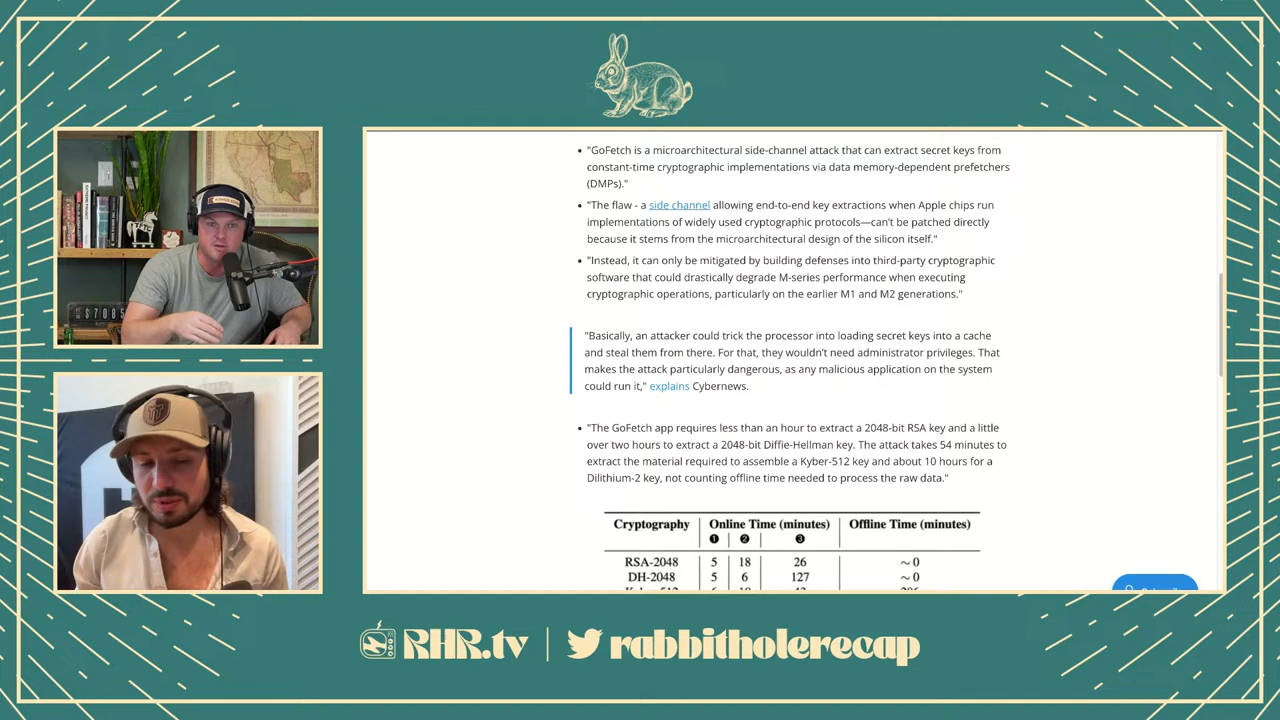 • "GoFetch is a microarchitectural side-channel attack that can extract secret keys from
constant-time cryptographic implementations via data memory-dependent prefetchers
(DMPs)."
• "The flaw - a side channel allowing end-to-end key extractions when Apple chips run
implementations of widely used cryptographic protocols—can't be patched directly
because it stems from the microarchitectural design of the silicon itself."
• "Instead, it can only be mitigated by building defenses into third-party cryptographic
software that could drastically degrade M-series performance when executing
cryptographic operations, particularly on the earlier M1 and M2 generations."
"Basically, an attacker could trick the processor into loading secret keys into a cache
and steal them from there. For that, they wouldn't need administrator privileges. That
makes the attack particularly dangerous, as any malicious application on the system
could run it," explains Cybernews.
• "The GoFetch app requires less than an hour to extract a 2048-bit RSA key and a little
over two hours to extract a 2048-bit Diffie-Hellman key. The attack takes 54 minutes to
extract the material required to assemble a Kyber-512 key and about 10 hours for a
Dilithium-2 key, not counting offline time needed to process the raw data."
Cryptography Online Time (minutes) Offline Time (minutes)
❶ ❷ ❸
RSA-2048 5 18 26 ~ 0
DH-2048 5 6 127 ~ 0
RHR.tv | rabbitholerecap